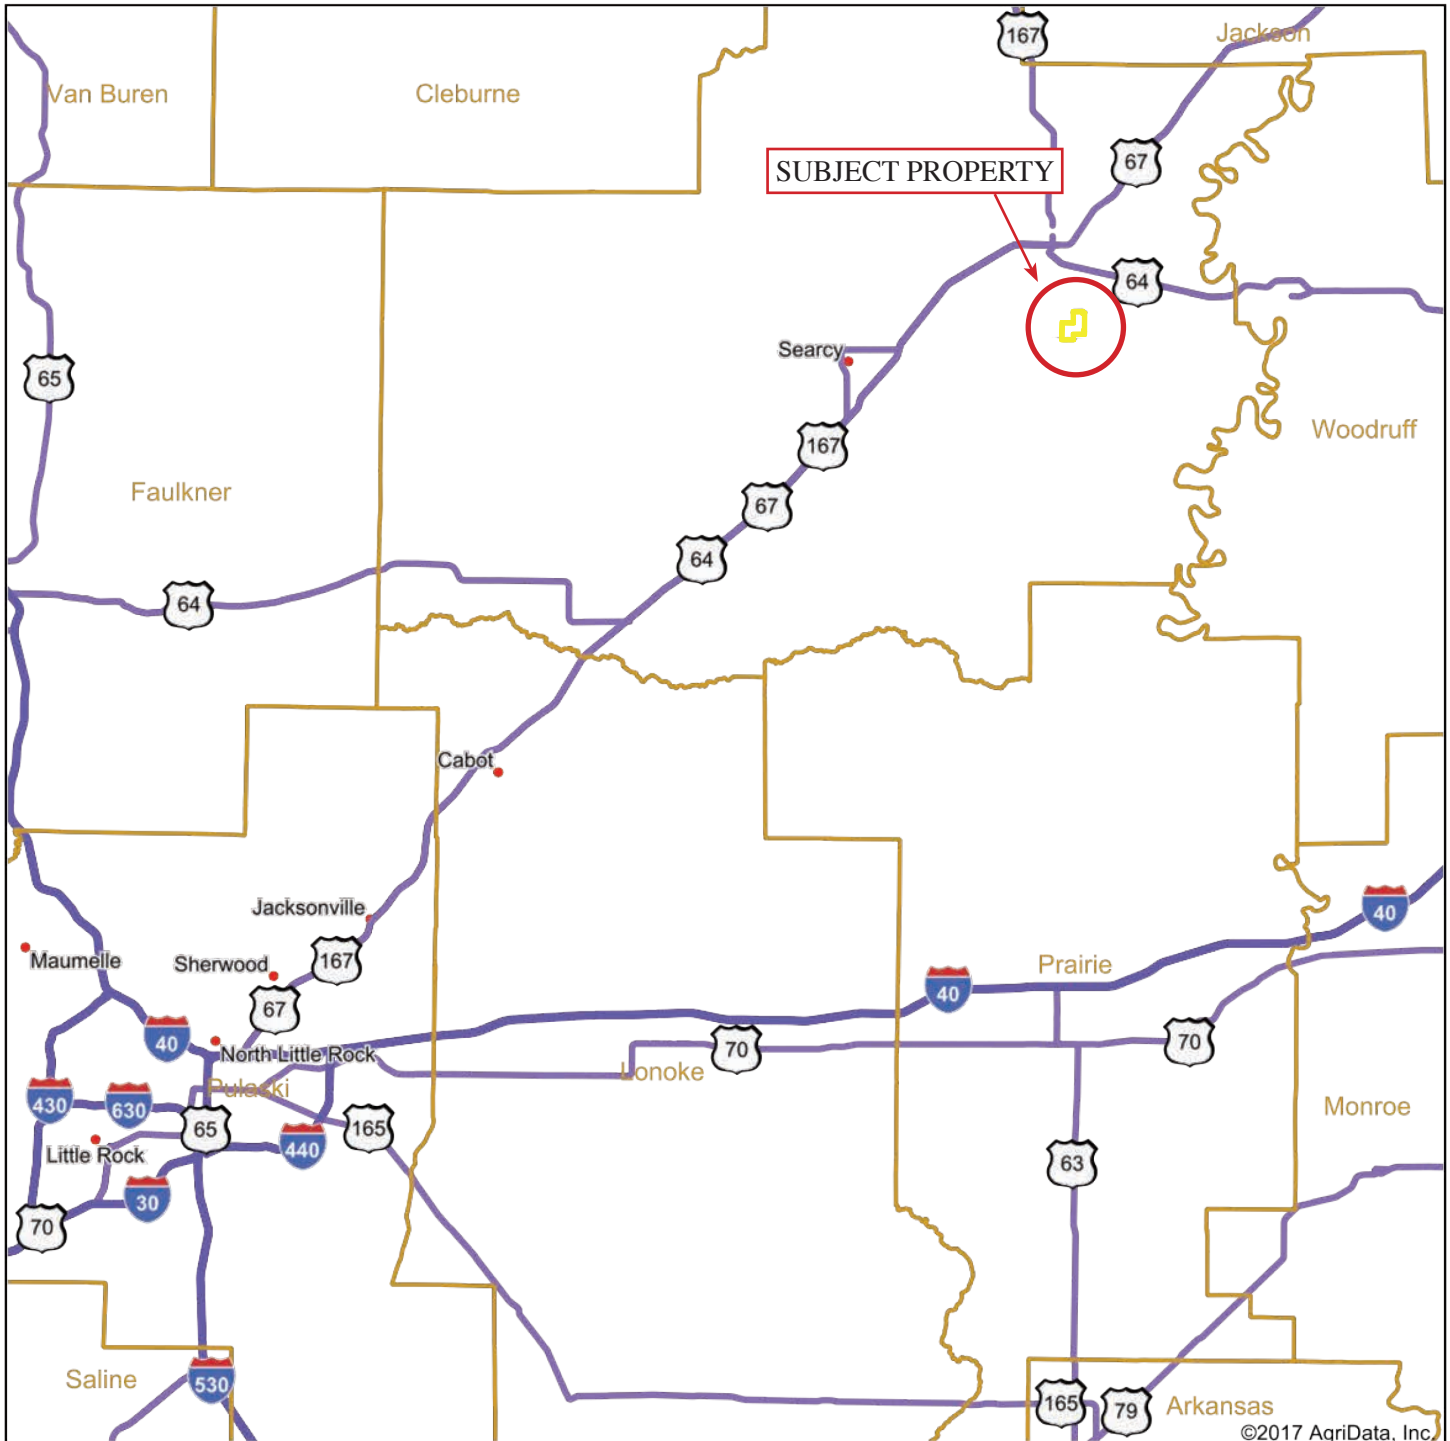 167
Jackson
Van Buren
Cleburne
67
SUBJECT PROPERTY
64
Searcy
65
Woodruff
167
Faulkner
67
64
64
Cabot
Jacksonville
40
Maumelle
Sherwood
167
Prairie
40
67
40
North Little Rock
70
70
Lonoke
Pulaski
430
630
Monroe
65
165
440
Little Rock
63
30
70
Saline
530
165
79
Arkansas
©2017 AgriData, Inc.